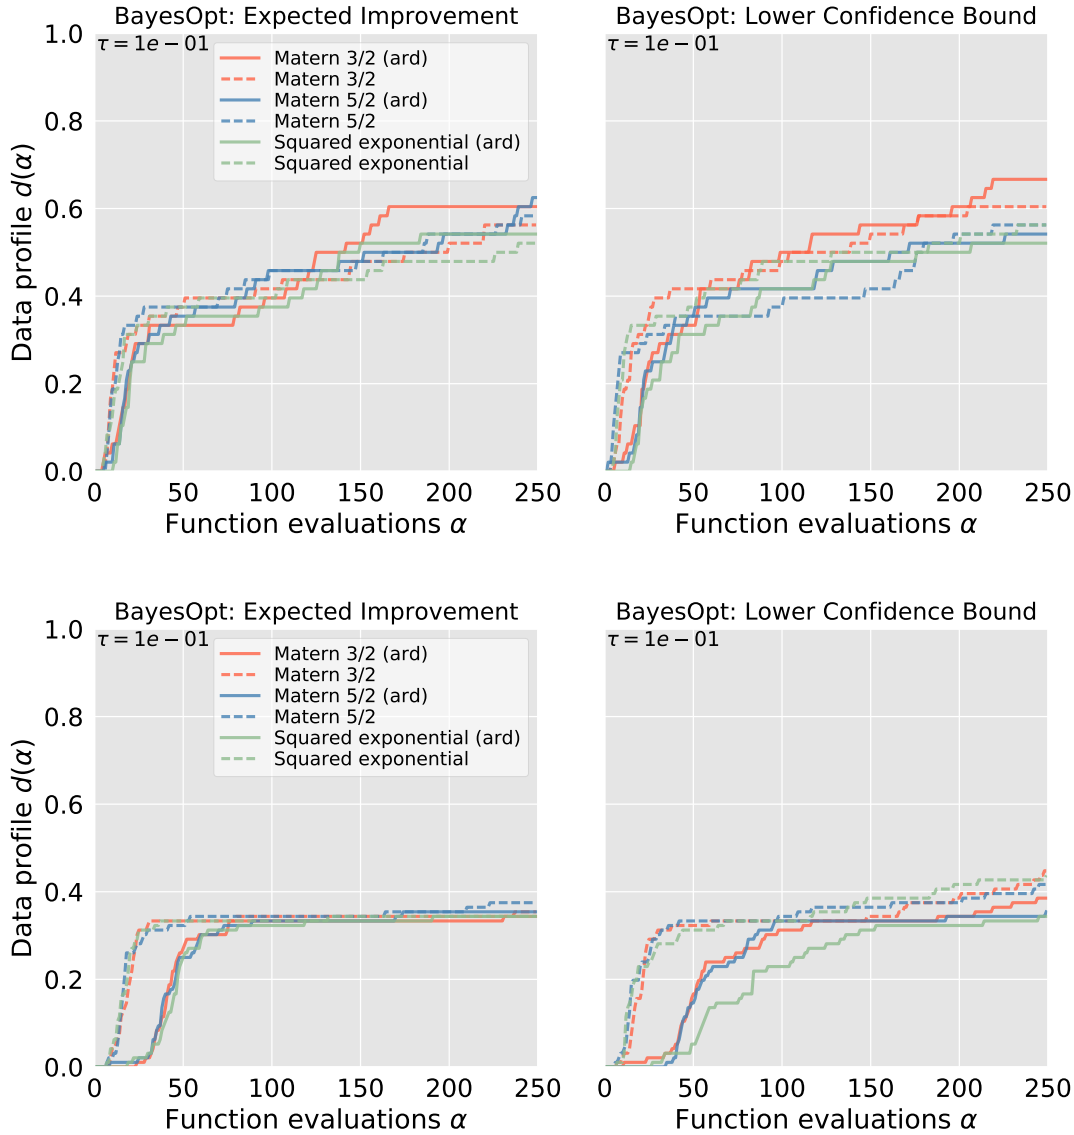 BayesOpt: Expected Improvement
BayesOpt: Lower Confidence Bound
1.0
0.8
0.6
0.4
0.2
0.0
Data profile d(α)
τ = 1e − 01
Matern 3/2 (ard)
Matern 3/2
Matern 5/2 (ard)
Matern 5/2
Squared exponential (ard)
Squared exponential
τ = 1e − 01
0 50 100 150 200 250
0 50 100 150 200 250
Function evaluations α
Function evaluations α
BayesOpt: Expected Improvement
BayesOpt: Lower Confidence Bound
1.0
0.8
0.6
0.4
0.2
0.0
Data profile d(α)
τ = 1e − 01
Matern 3/2 (ard)
Matern 3/2
Matern 5/2 (ard)
Matern 5/2
Squared exponential (ard)
Squared exponential
τ = 1e − 01
0 50 100 150 200 250
0 50 100 150 200 250
Function evaluations α
Function evaluations α